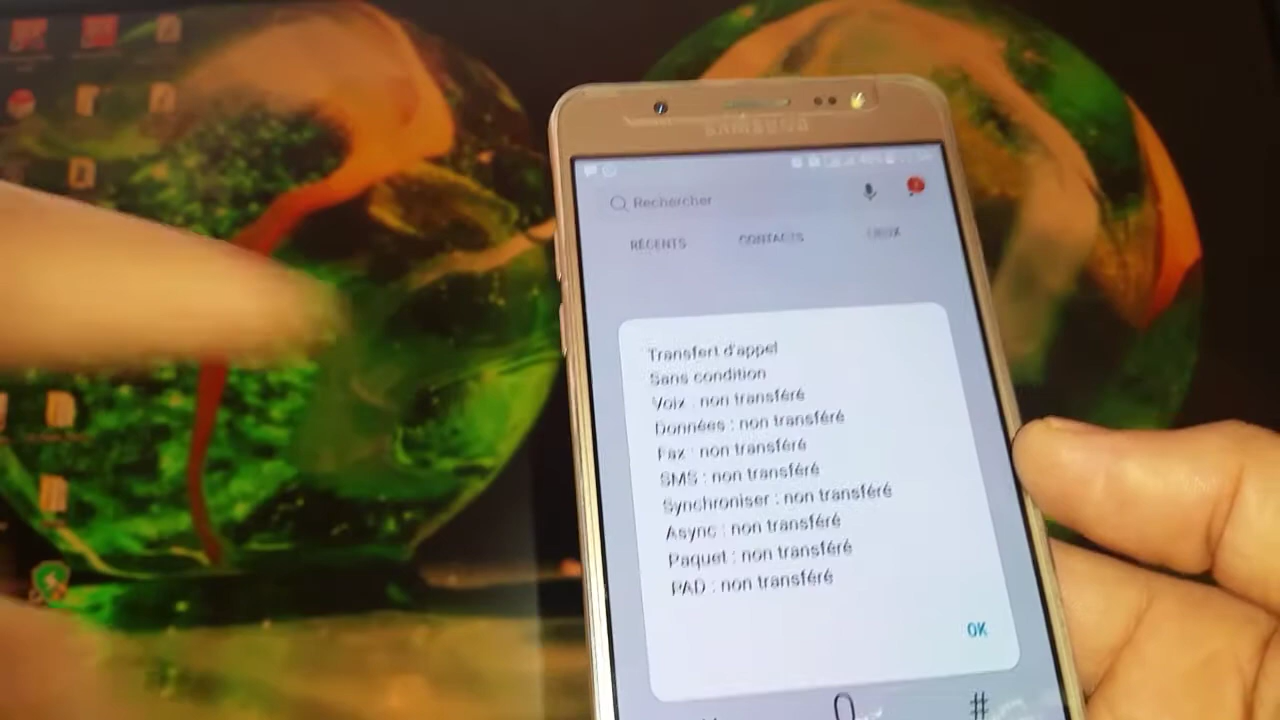 SAMSUNG
Rechercher
RÉCENTS CONTACTS LIEUX
Transfert d'appel
Sans condition
Voix : non transféré
Données : non transféré
Fax : non transféré
SMS : non transféré
Synchroniser : non transféré
Async : non transféré
Paquet : non transféré
PAD : non transféré
OK
0 #